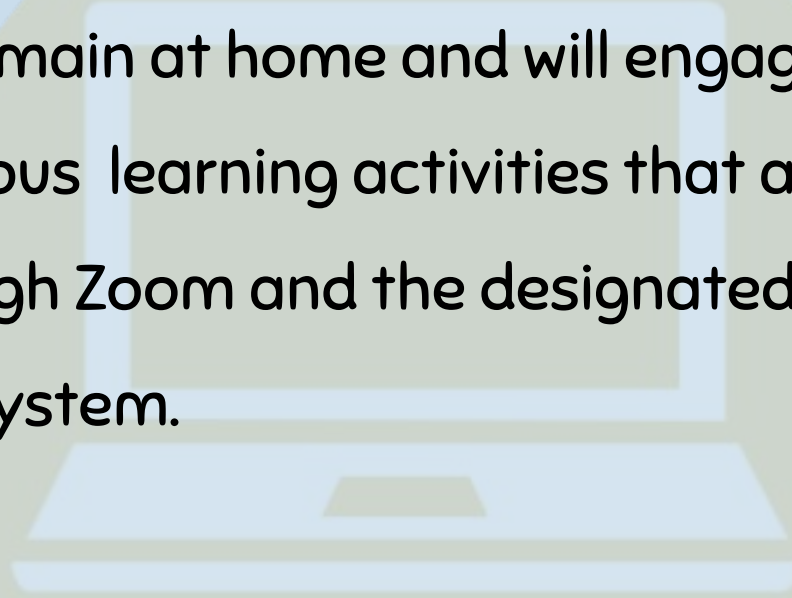 main at home and will engag
ous learning activities that a
gh Zoom and the designated
ystem.